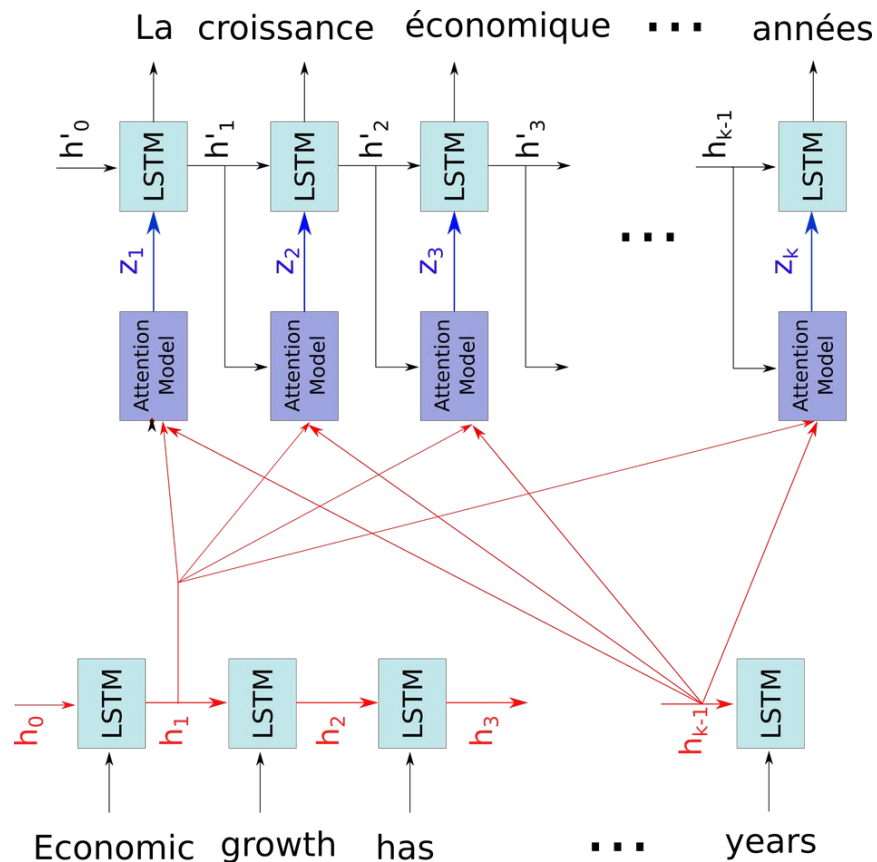 La croissance économique ... années
h'0 LSTM h'1 LSTM h'2 LSTM h'3 hk-1 LSTM
...
z1 z2 z3 zk
Attention Model Attention Model Attention Model Attention Model
h0 LSTM h1 LSTM h2 LSTM h3 hk-1 LSTM
Economic growth has ... years